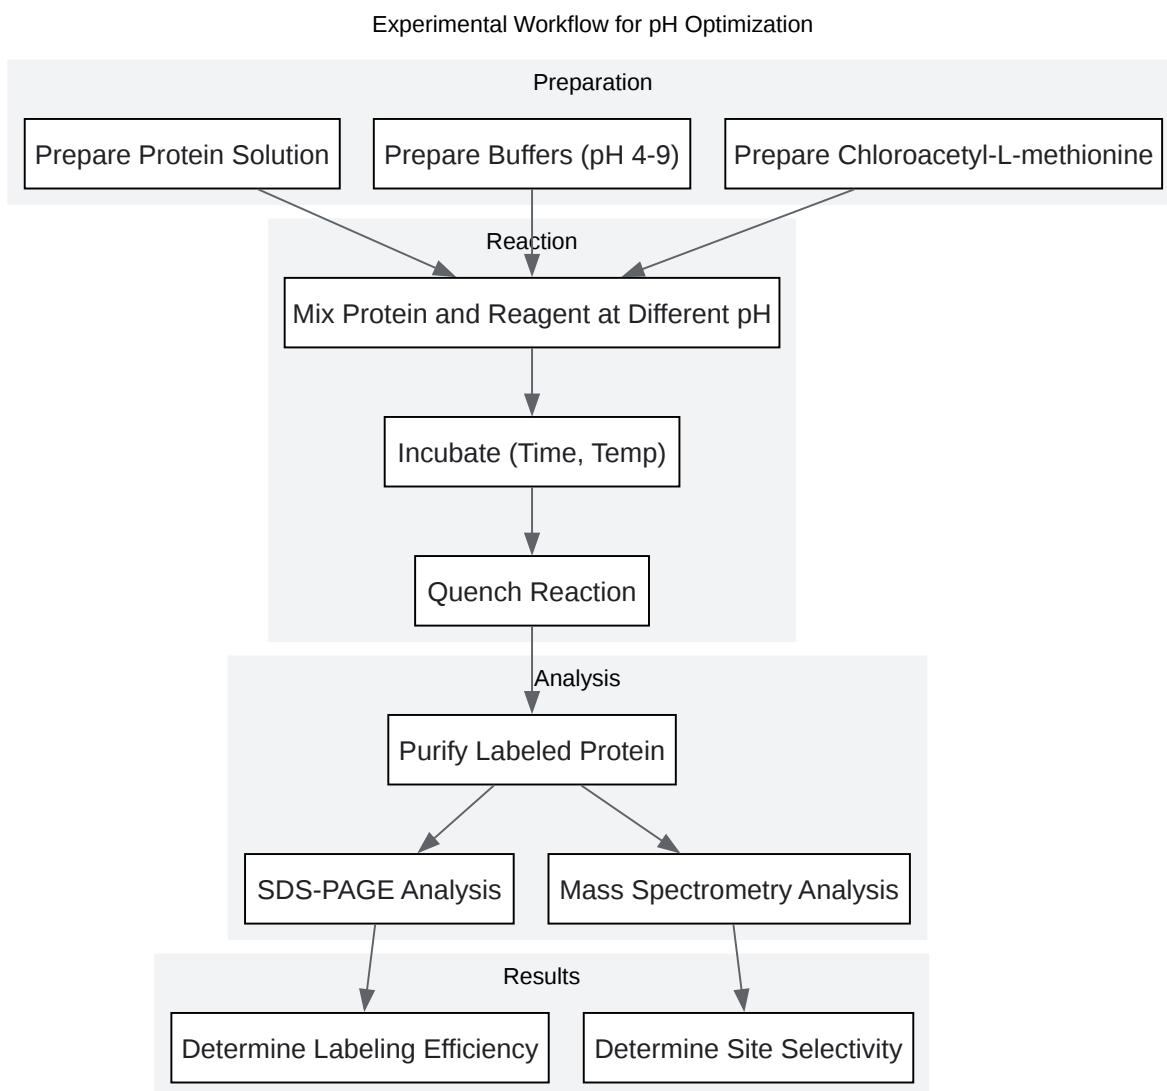 Experimental Workflow for pH Optimization
Preparation
Prepare Protein Solution
Prepare Buffers (pH 4-9)
Prepare Chloroacetyl-L-methionine
Reaction
Mix Protein and Reagent at Different pH
Incubate (Time, Temp)
Quench Reaction
Analysis
Purify Labeled Protein
SDS-PAGE Analysis
Mass Spectrometry Analysis
Results
Determine Labeling Efficiency
Determine Site Selectivity